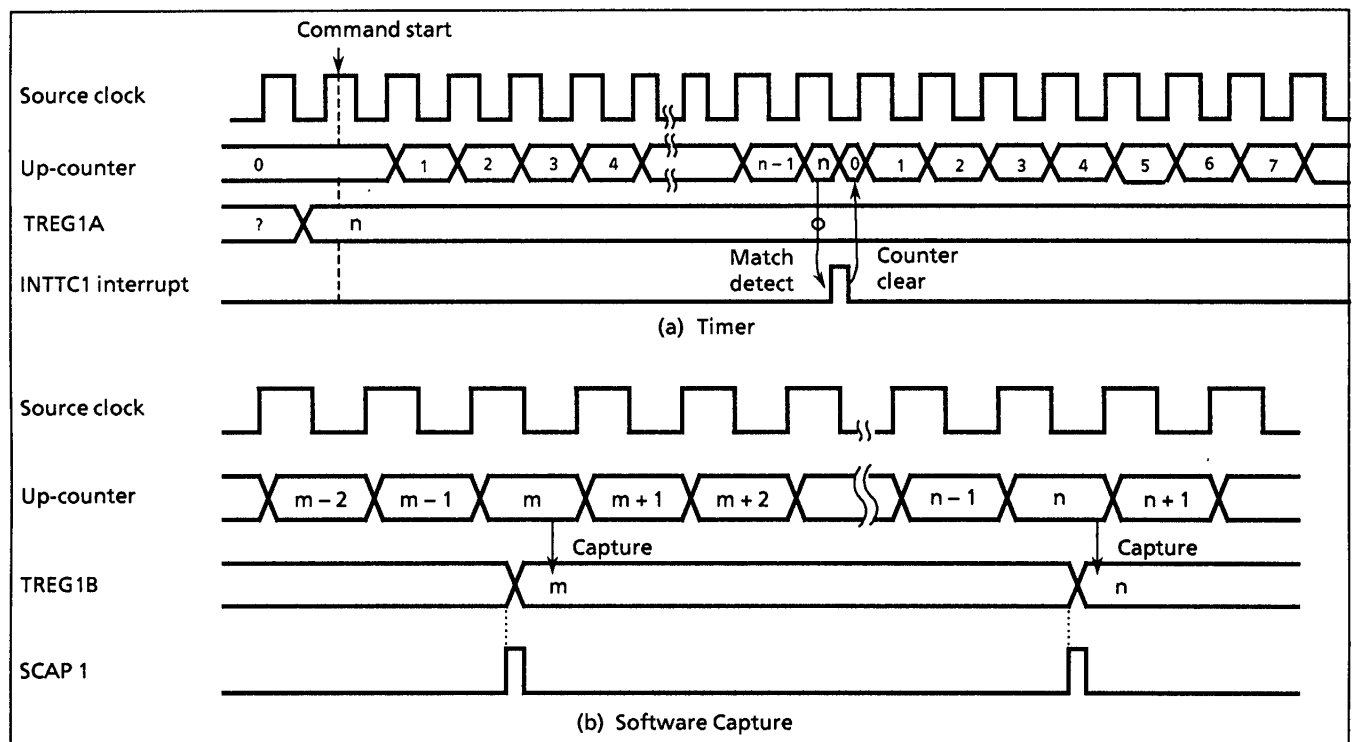 Command start
Source clock
Up-counter 0 1 2 3 4 n – 1 n 0 1 2 3 4 5 6 7
TREG1A ? n
Match detect
Counter clear
INTTC1 interrupt
(a) Timer
Source clock
Up-counter m – 2 m – 1 m m + 1 m + 2 n – 1 n n + 1
Capture Capture
TREG1B m n
SCAP 1
(b) Software Capture